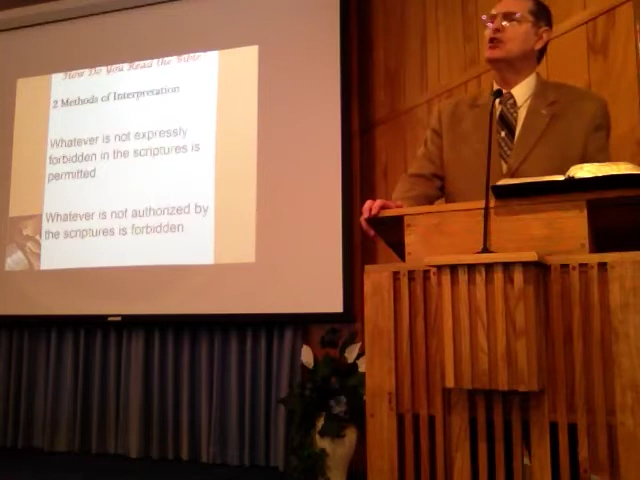 How Do You Read the Bible?
2 Methods of Interpretation
Whatever is not expressly
forbidden in the scriptures is
permitted
Whatever is not authorized by
the scriptures is forbidden